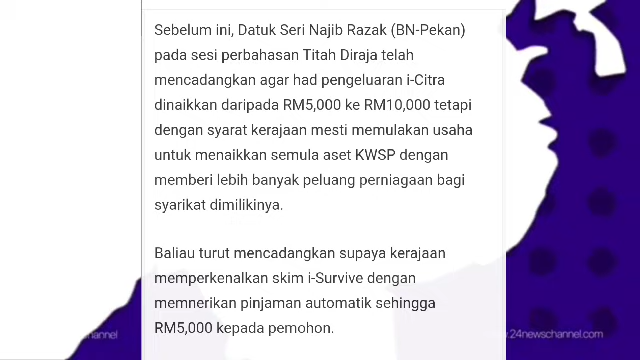 Sebelum ini, Datuk Seri Najib Razak (BN-Pekan)
pada sesi perbahasan Titah Diraja telah
mencadangkan agar had pengeluaran i-Citra
dinaikkan daripada RM5,000 ke RM10,000 tetapi
dengan syarat kerajaan mesti memulakan usaha
untuk menaikkan semula aset KWSP dengan
memberi lebih banyak peluang perniagaan bagi
syarikat dimilikinya.
Baliau turut mencadangkan supaya kerajaan
memperkenalkan skim i-Survive dengan
memnerikan pinjaman automatik sehingga
RM5,000 kepada pemohon.
www.24newschannel.com